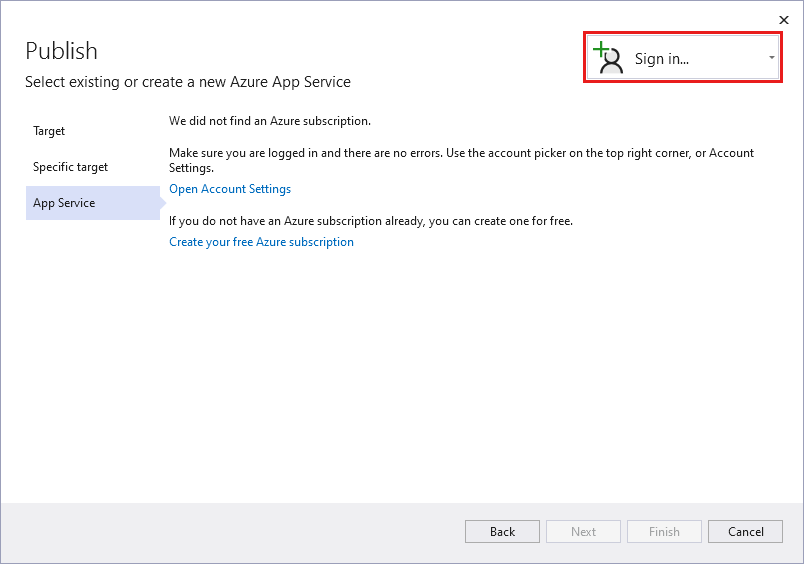 Publish
Sign in...
Select existing or create a new Azure App Service
Target
Specific target
App Service
We did not find an Azure subscription.
Make sure you are logged in and there are no errors. Use the account picker on the top right corner, or Account
Settings.
Open Account Settings
If you do not have an Azure subscription already, you can create one for free.
Create your free Azure subscription
Back
Next
Finish
Cancel